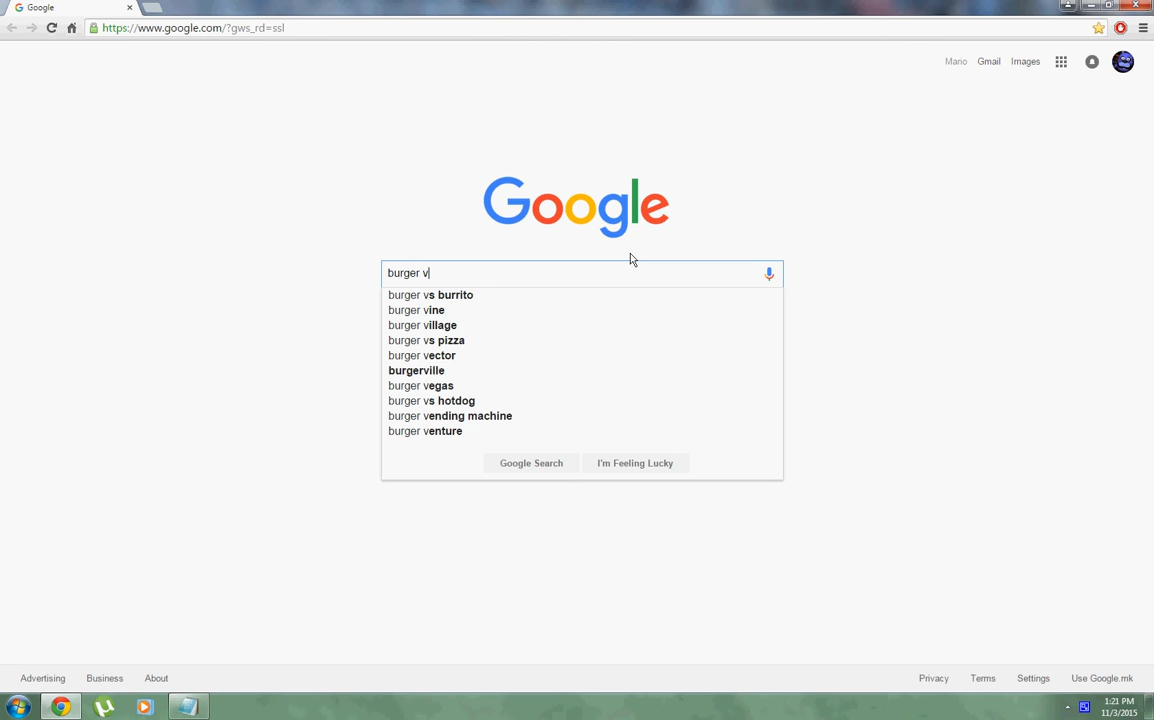 Google
https://www.google.com/?gws_rd=ssl
Mario Gmail Images
Google
burger v
burger vs burrito
burger vine
burger village
burger vs pizza
burger vector
burgerville
burger vegas
burger vs hotdog
burger vending machine
burger venture
Google Search I'm Feeling Lucky
Advertising Business About Privacy Terms Settings Use Google.mk
1:21 PM
11/3/2015